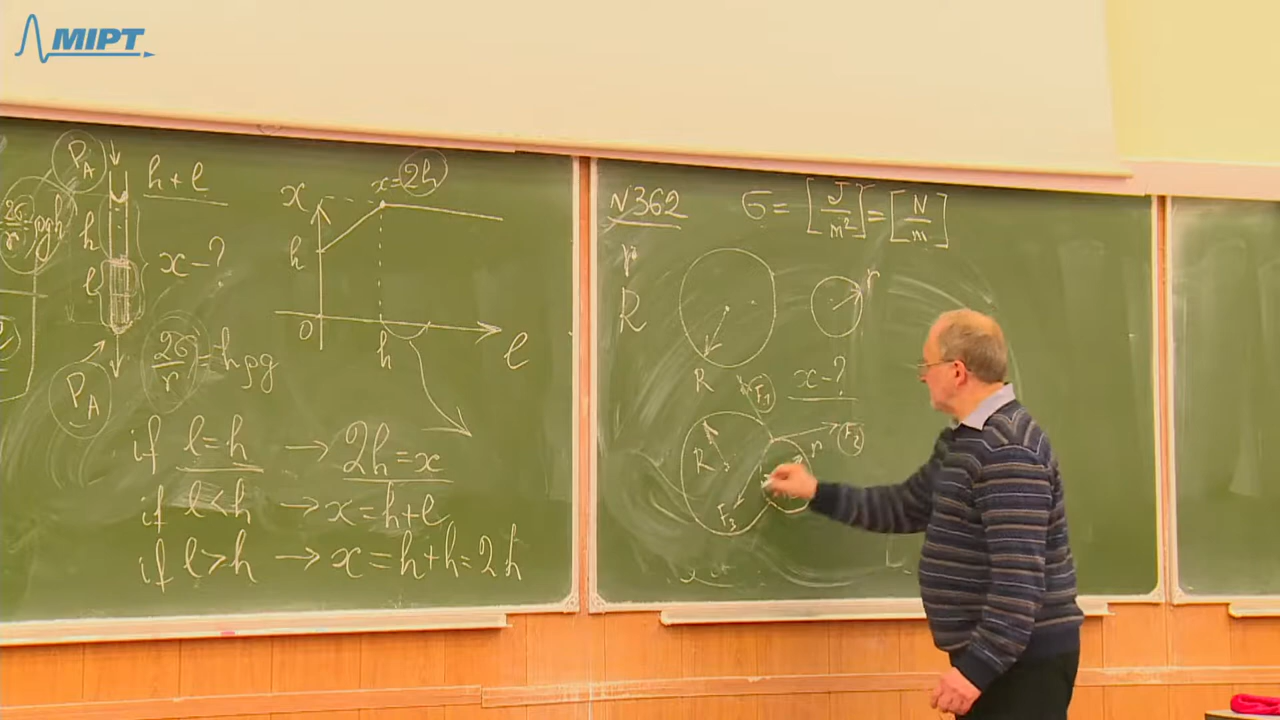 MIPT
P_A
h+l
2σ/r ρgh
h
l
x-?
P_A
2σ/r = hρg
x
x=2h
h
0
h
l
if l=h → 2h=x
if l<h → x=h+l
if l>h → x=h+h=2h
N362
σ = [J/m²] = [N/m]
r
R
R
r
x-?
F₁
F₂
R
r
F₃